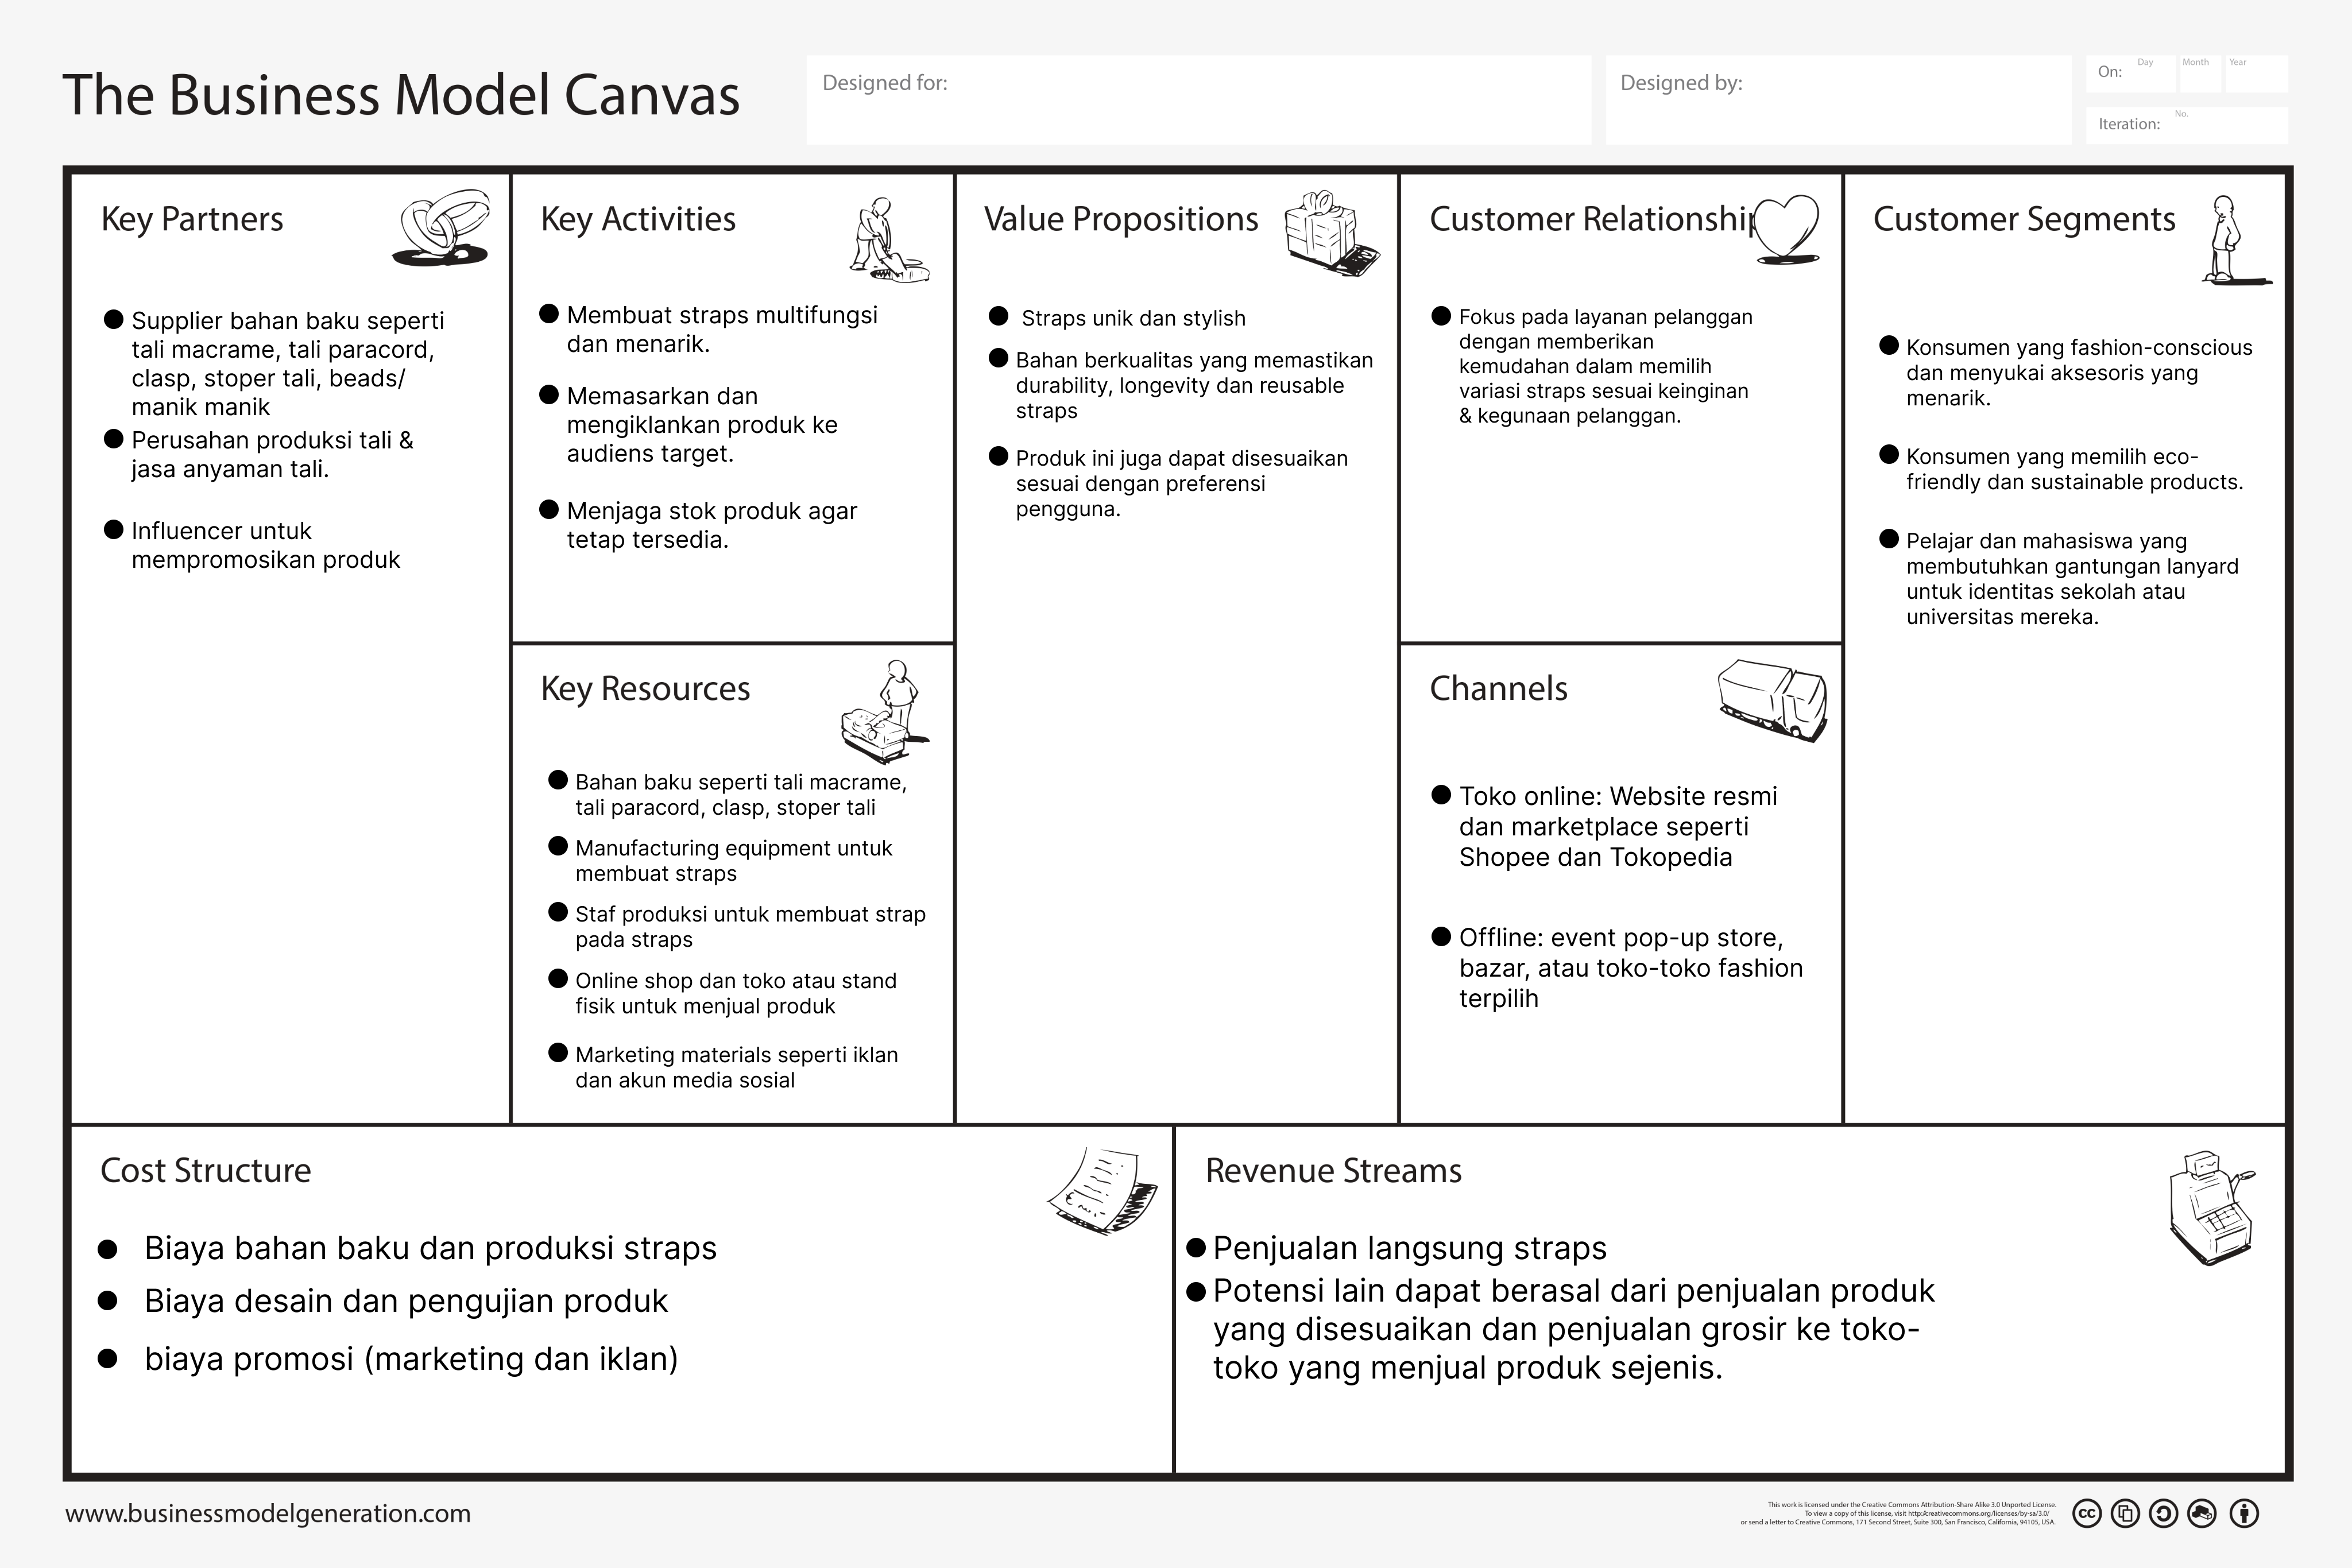 The Business Model Canvas
Designed for:
Designed by:
On:
Day
Month
Year
Iteration:
No.
Key Partners
● Supplier bahan baku seperti
tali macrame, tali paracord,
clasp, stoper tali, beads/
manik manik
● Perusahan produksi tali &
jasa anyaman tali.
● Influencer untuk
mempromosikan produk
Key Activities
● Membuat straps multifungsi
dan menarik.
● Memasarkan dan
mengiklankan produk ke
audiens target.
● Menjaga stok produk agar
tetap tersedia.
Key Resources
● Bahan baku seperti tali macrame,
tali paracord, clasp, stoper tali
● Manufacturing equipment untuk
membuat straps
● Staf produksi untuk membuat strap
pada straps
● Online shop dan toko atau stand
fisik untuk menjual produk
● Marketing materials seperti iklan
dan akun media sosial
Value Propositions
● Straps unik dan stylish
● Bahan berkualitas yang memastikan
durability, longevity dan reusable
straps
● Produk ini juga dapat disesuaikan
sesuai dengan preferensi
pengguna.
Customer Relationship
● Fokus pada layanan pelanggan
dengan memberikan
kemudahan dalam memilih
variasi straps sesuai keinginan
& kegunaan pelanggan.
Channels
● Toko online: Website resmi
dan marketplace seperti
Shopee dan Tokopedia
● Offline: event pop-up store,
bazar, atau toko-toko fashion
terpilih
Customer Segments
● Konsumen yang fashion-conscious
dan menyukai aksesoris yang
menarik.
● Konsumen yang memilih eco-
friendly dan sustainable products.
● Pelajar dan mahasiswa yang
membutuhkan gantungan lanyard
untuk identitas sekolah atau
universitas mereka.
Cost Structure
● Biaya bahan baku dan produksi straps
● Biaya desain dan pengujian produk
● biaya promosi (marketing dan iklan)
Revenue Streams
● Penjualan langsung straps
● Potensi lain dapat berasal dari penjualan produk
yang disesuaikan dan penjualan grosir ke toko-
toko yang menjual produk sejenis.
www.businessmodelgeneration.com
This work is licensed under the Creative Commons Attribution-Share Alike 3.0 Unported License.
To view a copy of this license, visit http://creativecommons.org/licenses/by-sa/3.0/
or send a letter to Creative Commons, 171 Second Street, Suite 300, San Francisco, California, 94105, USA.
cc